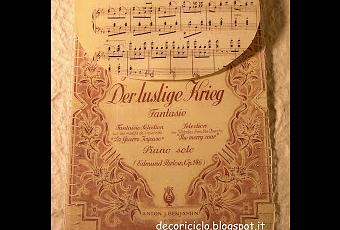 Der lustige Krieg
Fantasie
Fantaisie-Sélection Selection
"La Guerre Joyeuse" "The merry war"
Piano solo
(Edmund Parlow, Op. 146)
ANTON J. BENJAMIN
decoriciclo.blogspot.it